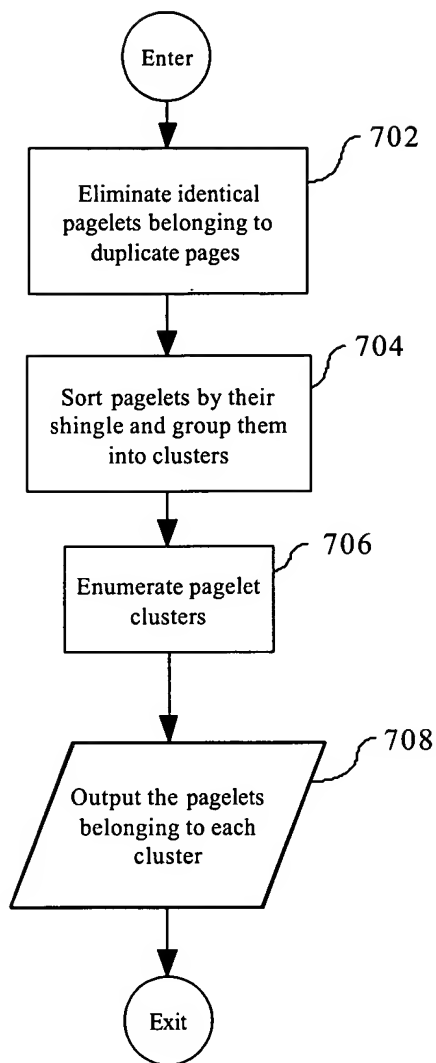 Enter
702
Eliminate identical
pagelets belonging to
duplicate pages
704
Sort pagelets by their
shingle and group them
into clusters
706
Enumerate pagelet
clusters
708
Output the pagelets
belonging to each
cluster
Exit